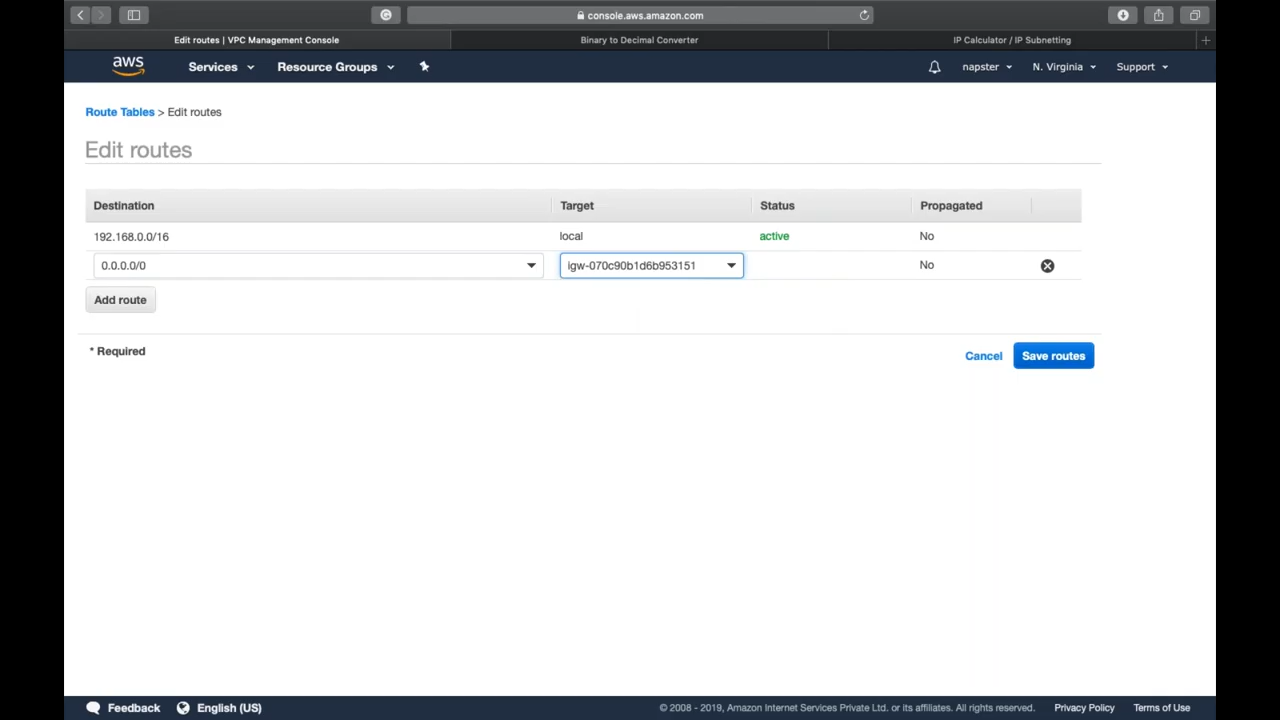 console.aws.amazon.com
Edit routes | VPC Management Console
Binary to Decimal Converter
IP Calculator / IP Subnetting
aws
Services
Resource Groups
napster
N. Virginia
Support
Route Tables > Edit routes
Edit routes
Destination Target Status Propagated
192.168.0.0/16 local active No
0.0.0.0/0 igw-070c90b1d6b953151 No
Add route
* Required
Cancel
Save routes
Feedback
English (US)
© 2008 - 2019, Amazon Internet Services Private Ltd. or its affiliates. All rights reserved.
Privacy Policy
Terms of Use